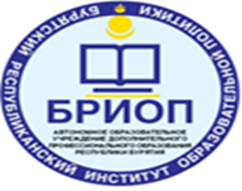 БУРЯТСКИЙ РЕСПУБЛИКАНСКИЙ ИНСТИТУТ ОБРАЗОВАТЕЛЬНОЙ ПОЛИТИКИ
БРИОП
АВТОНОМНОЕ ОБРАЗОВАТЕЛЬНОЕ
УЧРЕЖДЕНИЕ ДОПОЛНИТЕЛЬНОГО
ПРОФЕССИОНАЛЬНОГО ОБРАЗОВАНИЯ
РЕСПУБЛИКИ БУРЯТИЯ